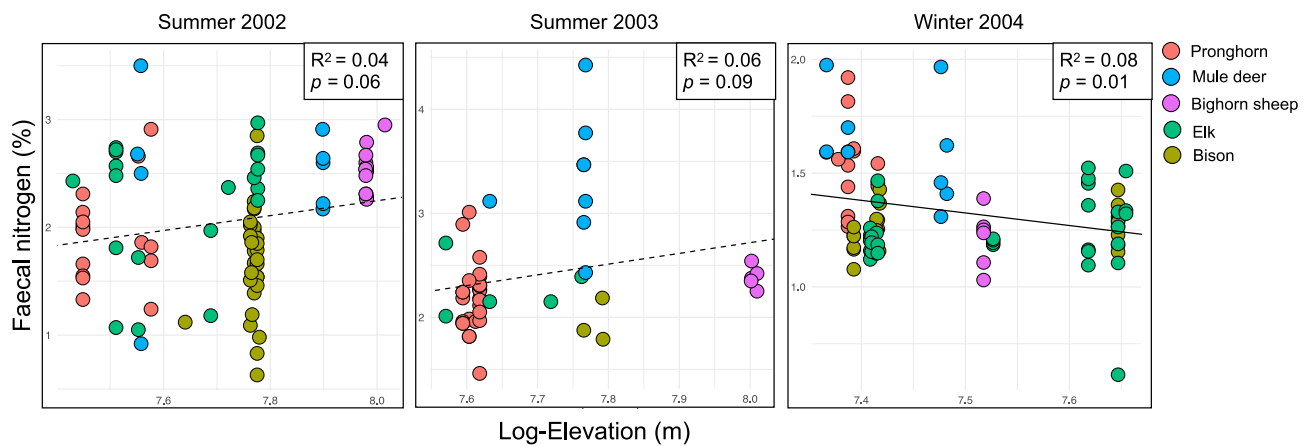 Summer 2002
Summer 2003
Winter 2004
R² = 0.04
p = 0.06
R² = 0.06
p = 0.09
R² = 0.08
p = 0.01
Pronghorn
Mule deer
Bighorn sheep
Elk
Bison
Faecal nitrogen (%)
3
2
1
4
3
2
2.0
1.5
1.0
7.6 7.8 8.0
7.6 7.7 7.8 7.9 8.0
7.4 7.5 7.6
Log-Elevation (m)